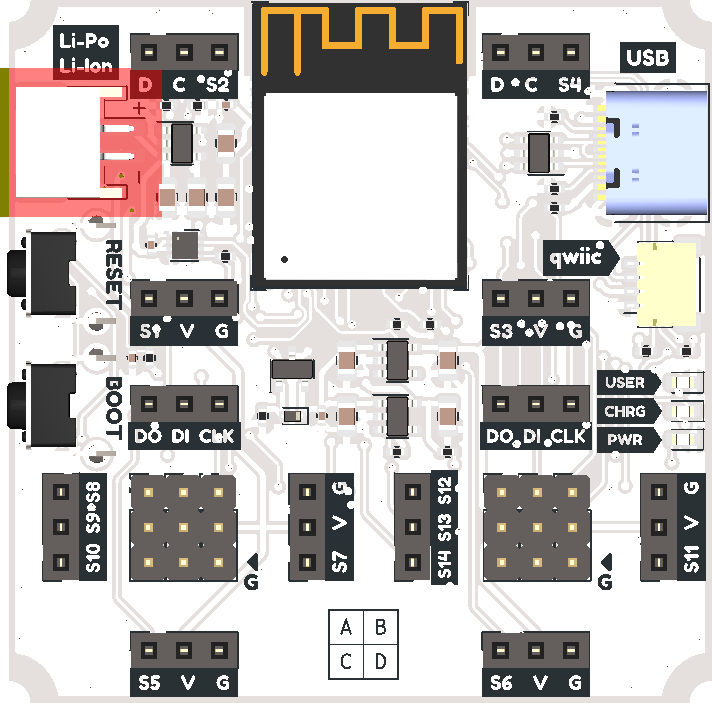 Li-Po
Li-Ion
USB
D C S2
D C S4
+
-
qwiic
RESET
S1 V G
S3 V G
BOOT
USER
CHRG
PWR
DO DI CLK
DO DI CLK
S10 S9 S8
S7 V G
S14 S13 S12
S11 V G
G
G
A B
C D
S5 V G
S6 V G